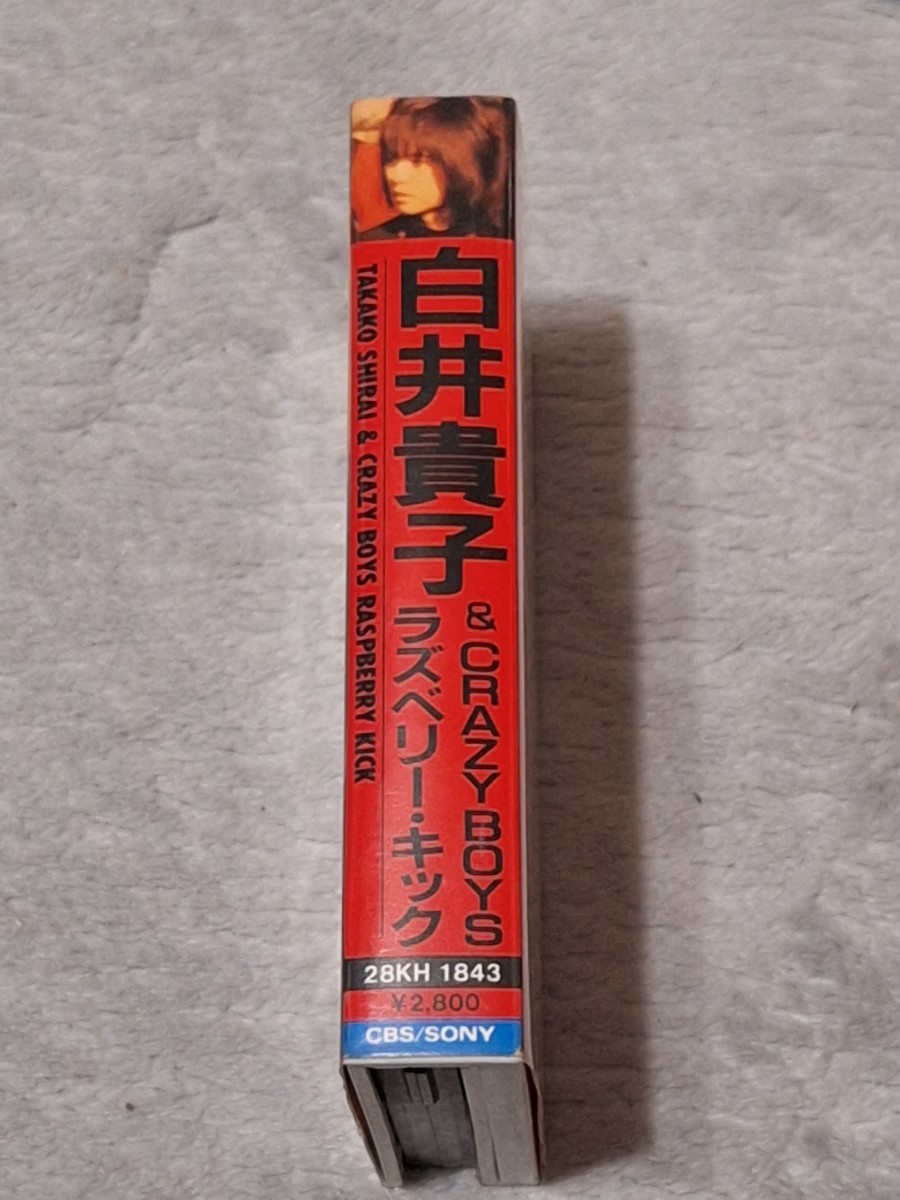 白井貴子
& CRAZY BOYS
ラズベリー・キック
TAKAKO SHIRAI & CRAZY BOYS RASPBERRY KICK
28KH 1843
¥2,800
CBS/SONY